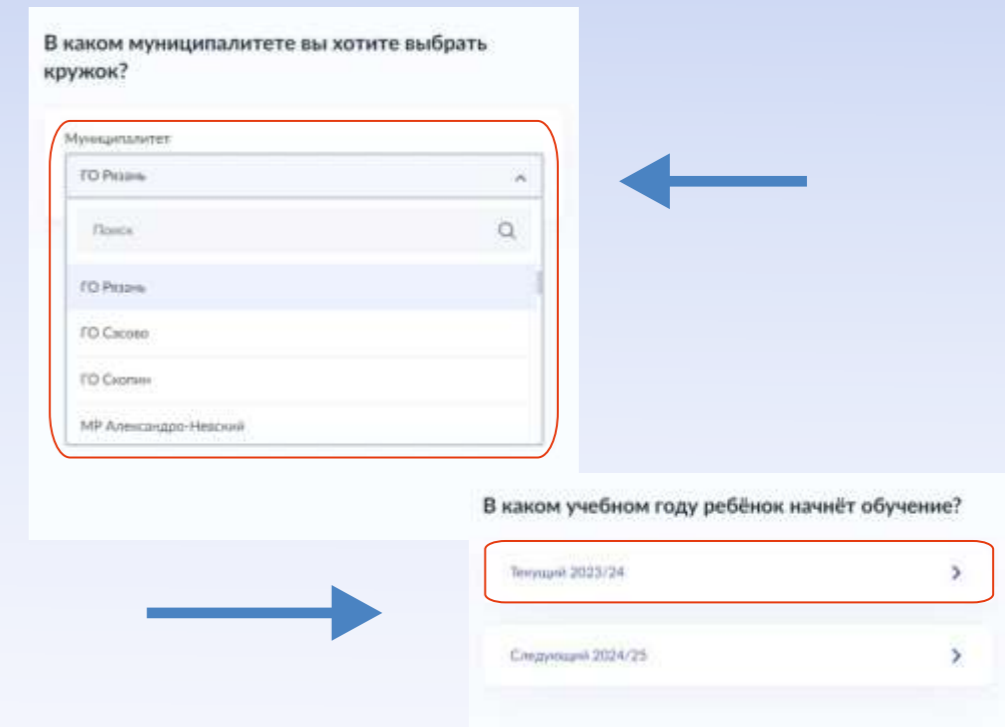 В каком муниципалитете вы хотите выбрать
кружок?
Муниципалитет
ГО Рязань
Поиск
ГО Рязань
ГО Сасово
ГО Скопин
МР Александро-Невский
В каком учебном году ребёнок начнёт обучение?
Текущий 2023/24
Следующий 2024/25